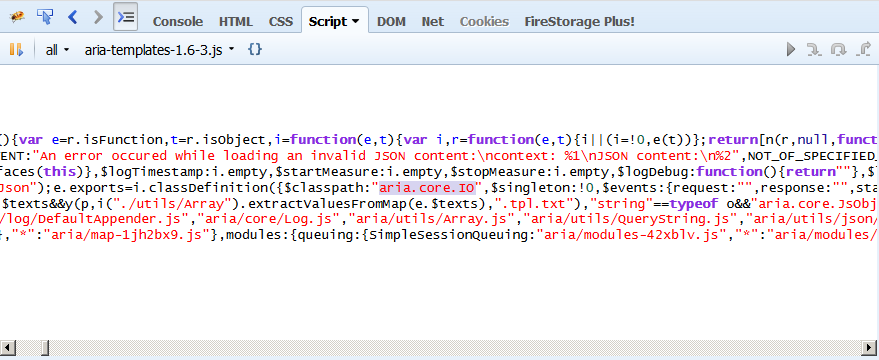 Console HTML CSS Script DOM Net Cookies FireStorage Plus!
all aria-templates-1.6-3.js {}
(){var e=r.isFunction,t=r.isObject,i=function(e,t){var i,r=function(e,t){i||(i=!0,e(t))};return[n(r,null,funct
ENT:"An error occured while loading an invalid JSON content:\ncontext: %1\nJSON content:\n%2",NOT_OF_SPECIFIED_
faces(this)},$logTimestamp:i.empty,$startMeasure:i.empty,$stopMeasure:i.empty,$logDebug:function(){return""},$l
Json");e.exports=i.classDefinition({$classpath:"aria.core.IO",$singleton:!0,$events:{request:"",response:"",sta
$texts&&y(p,i("./utils/Array").extractValuesFromMap(e.$texts),".tpl.txt"),"string"==typeof o&&"aria.core.JsObj
/log/DefaultAppender.js","aria/core/Log.js","aria/utils/Array.js","aria/utils/QueryString.js","aria/utils/json/
},"*":"aria/map-1jh2bx9.js"},modules:{queuing:{SimpleSessionQueuing:"aria/modules-42xblv.js","*":"aria/modules/